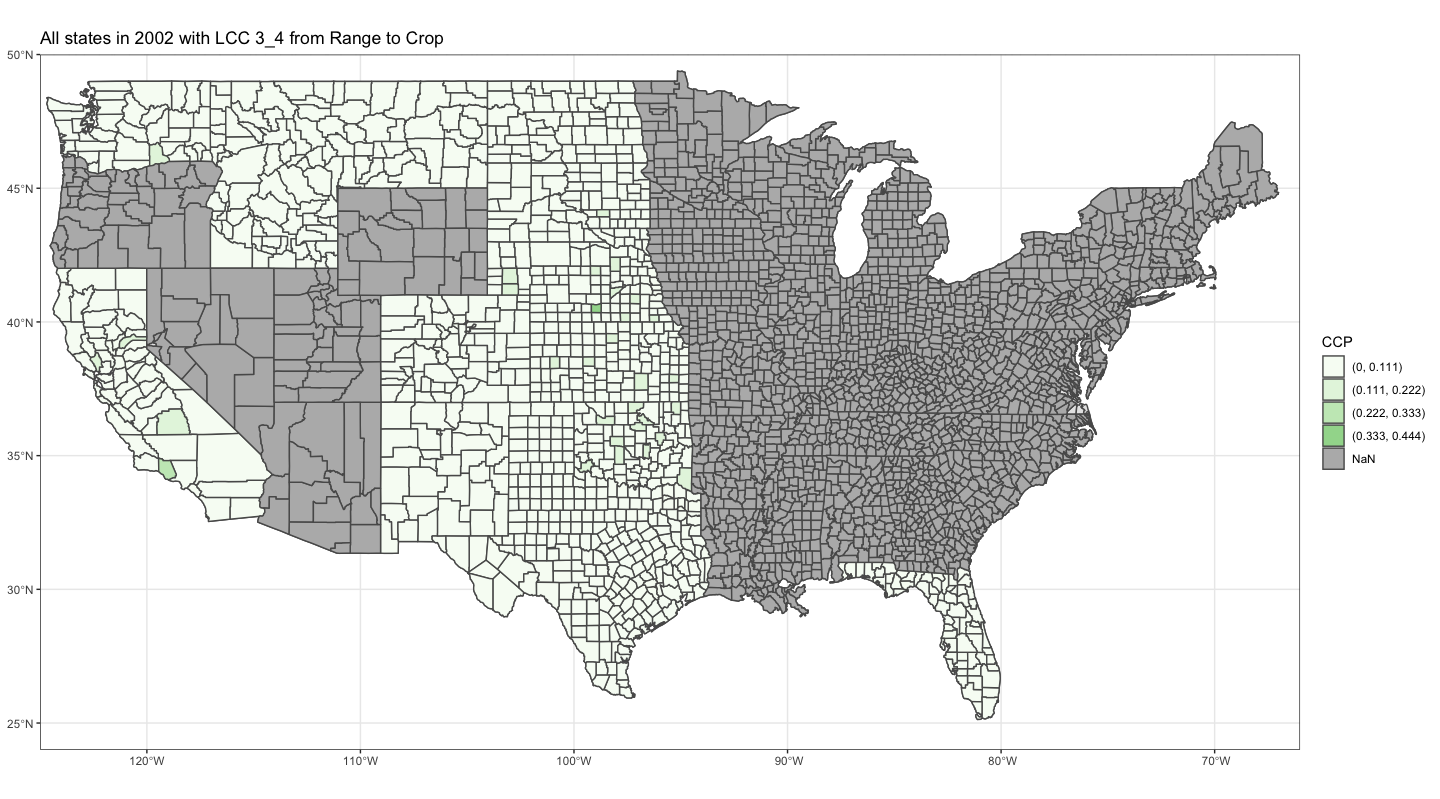 All states in 2002 with LCC 3_4 from Range to Crop
50°N
45°N
40°N
35°N
30°N
25°N
120°W
110°W
100°W
90°W
80°W
70°W
CCP
(0, 0.111)
(0.111, 0.222)
(0.222, 0.333)
(0.333, 0.444)
NaN